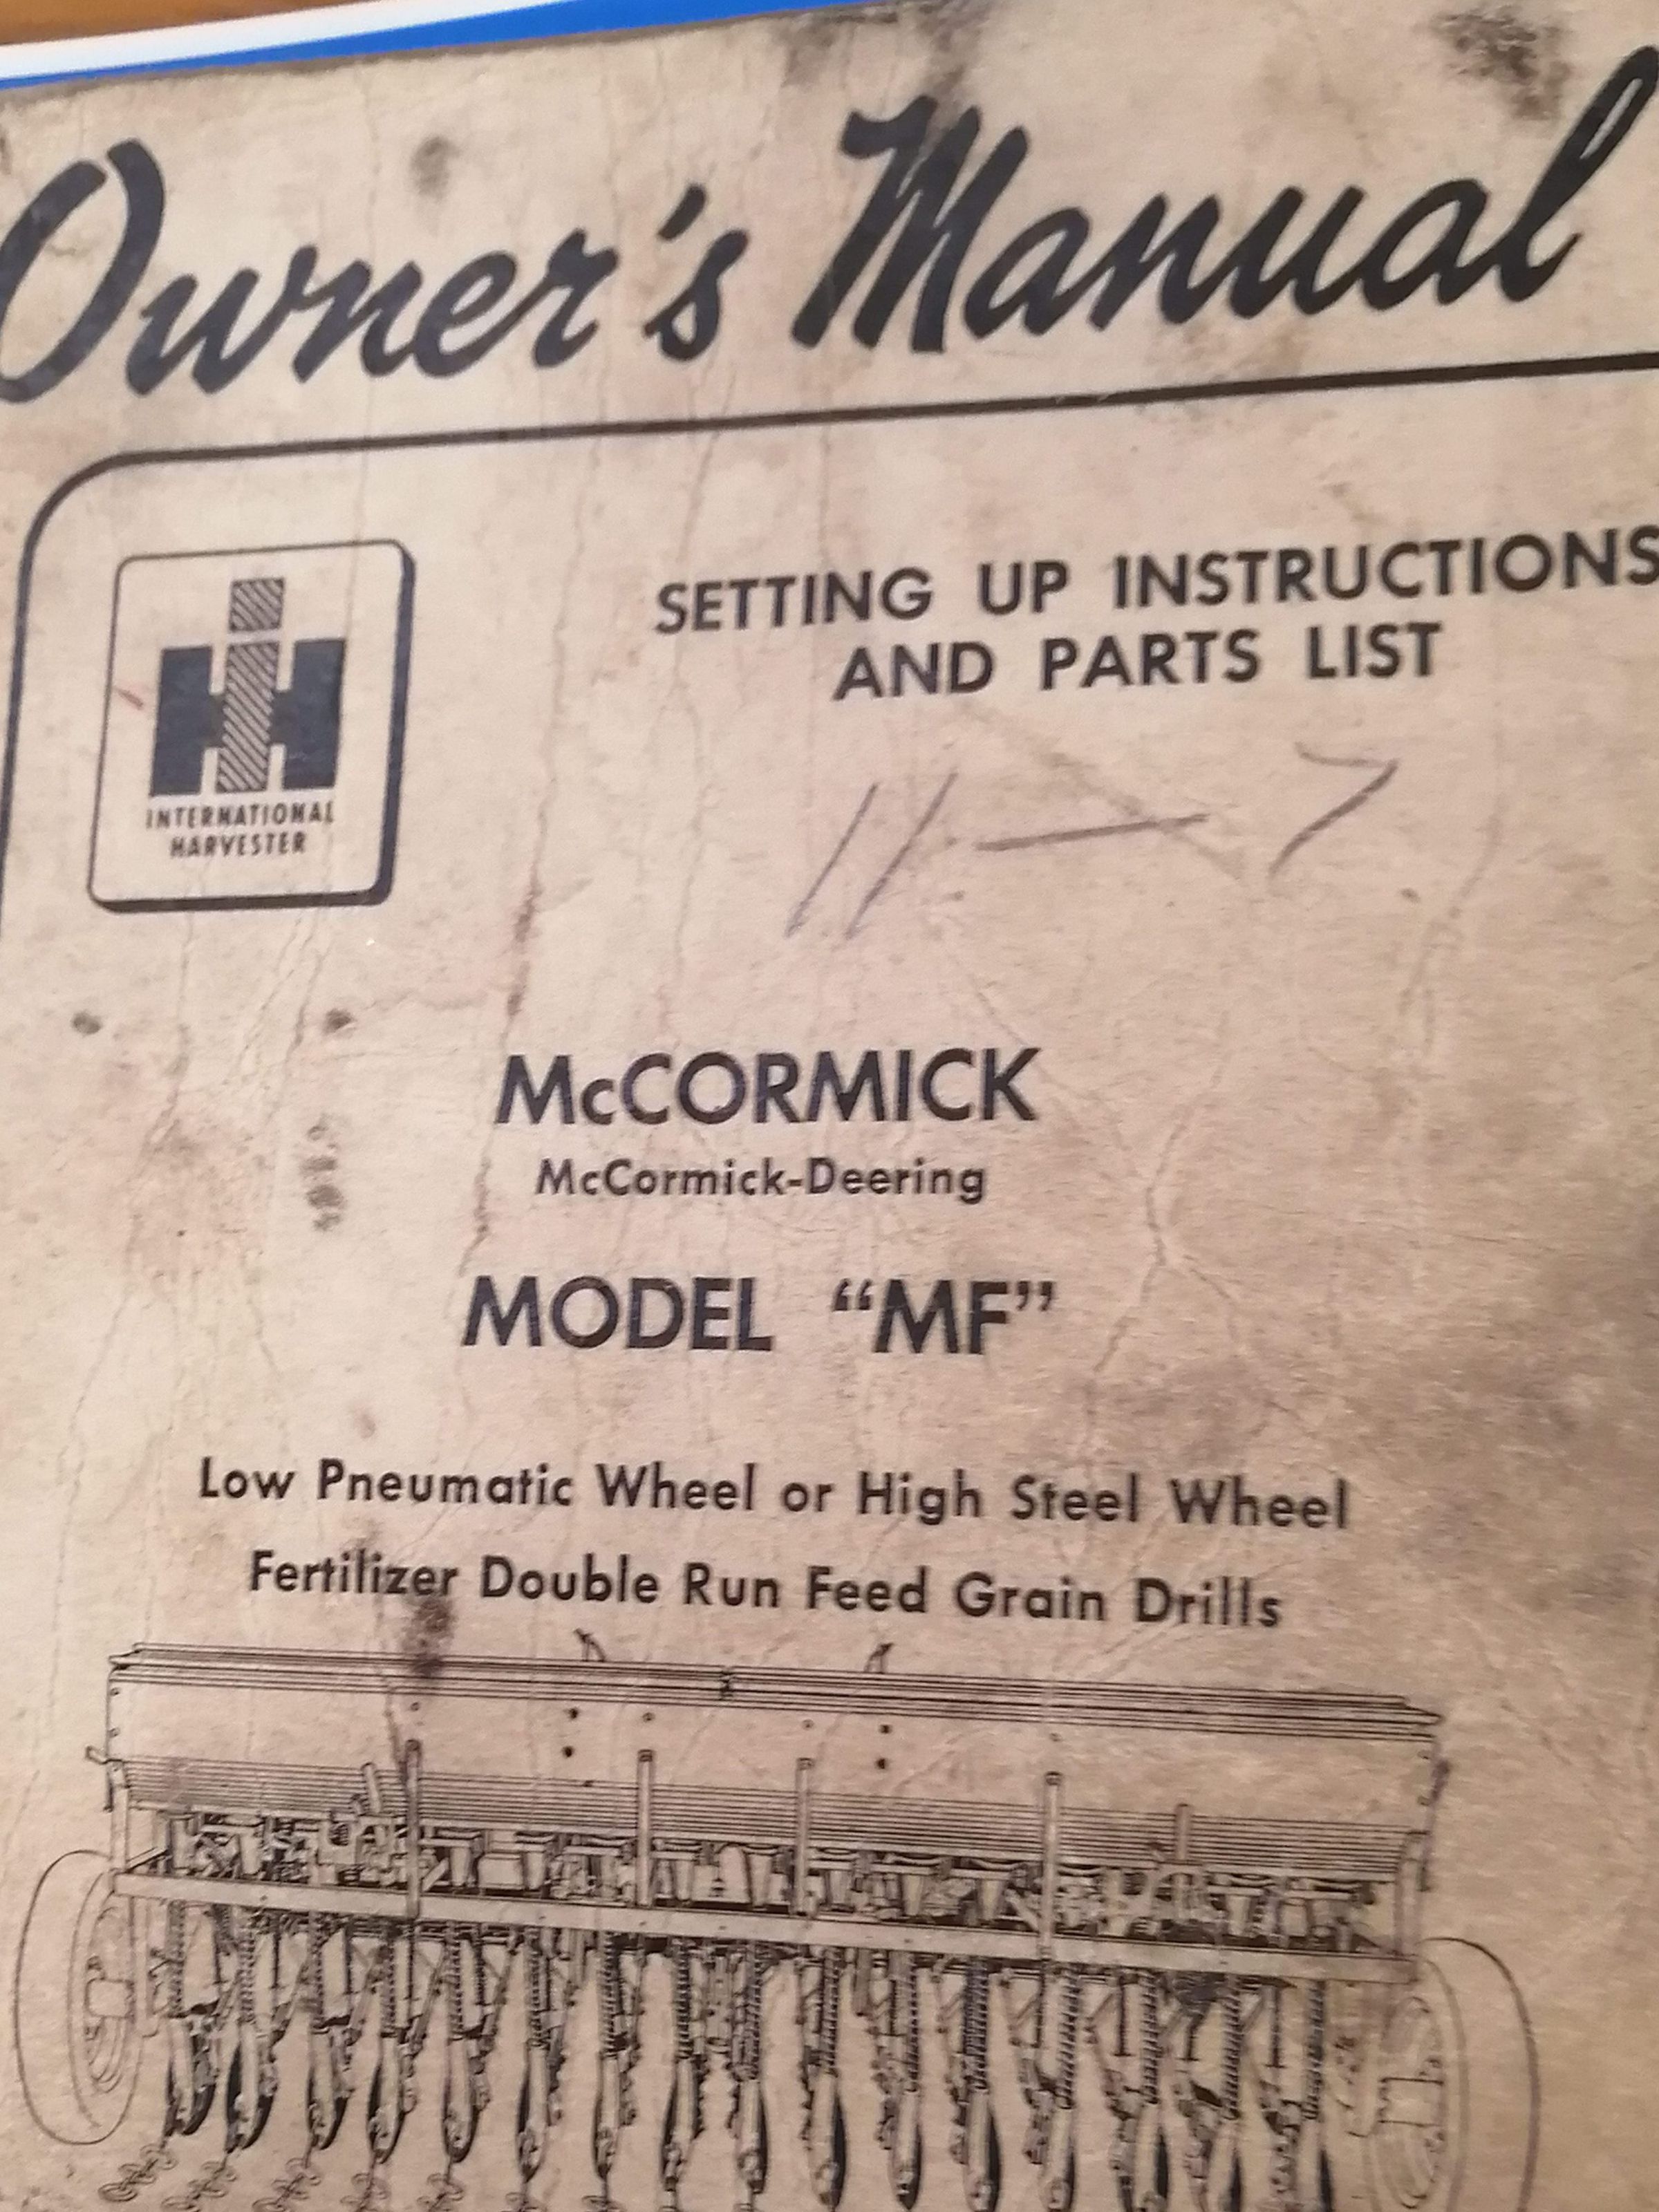 Owner's Manual
SETTING UP INSTRUCTIONS
AND PARTS LIST
INTERNATIONAL
HARVESTER
11—7
McCORMICK
McCormick-Deering
MODEL “MF”
Low Pneumatic Wheel or High Steel Wheel
Fertilizer Double Run Feed Grain Drills